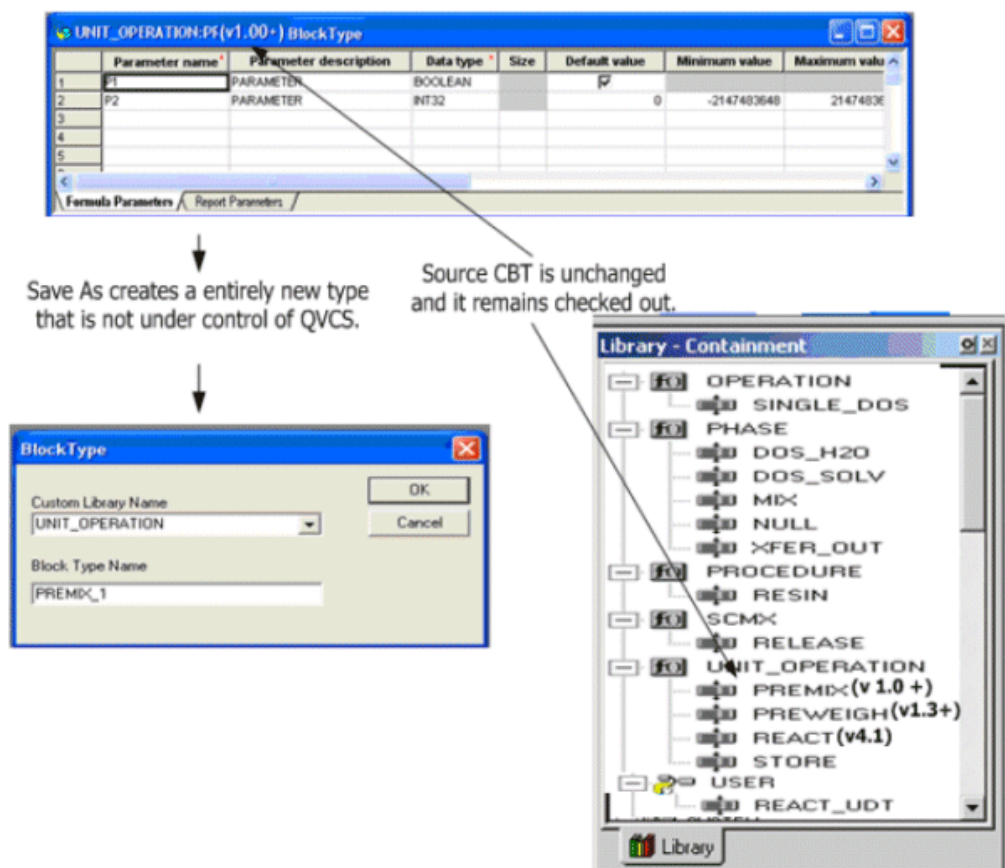 UNIT_OPERATION:PF(v1.00+) BlockType
Parameter name* Parameter description Data type * Size Default value Minimum value Maximum valu
1 P1 PARAMETER BOOLEAN
2 P2 PARAMETER INT32 0 -2147483648 21474836
3
4
5
Formula Parameters Report Parameters
Save As creates a entirely new type
that is not under control of QVCS.
Source CBT is unchanged
and it remains checked out.
BlockType
Custom Library Name
UNIT_OPERATION
Block Type Name
PREMIX_1
OK
Cancel
Library - Containment
f() OPERATION
SINGLE_DOS
f() PHASE
DOS_H2O
DOS_SOLV
MIX
NULL
XFER_OUT
f() PROCEDURE
RESIN
f() SCMX
RELEASE
f() UNIT_OPERATION
PREMIX (v 1.0 +)
PREWEIGH (v1.3+)
REACT (v4.1)
STORE
USER
REACT_UDT
Library